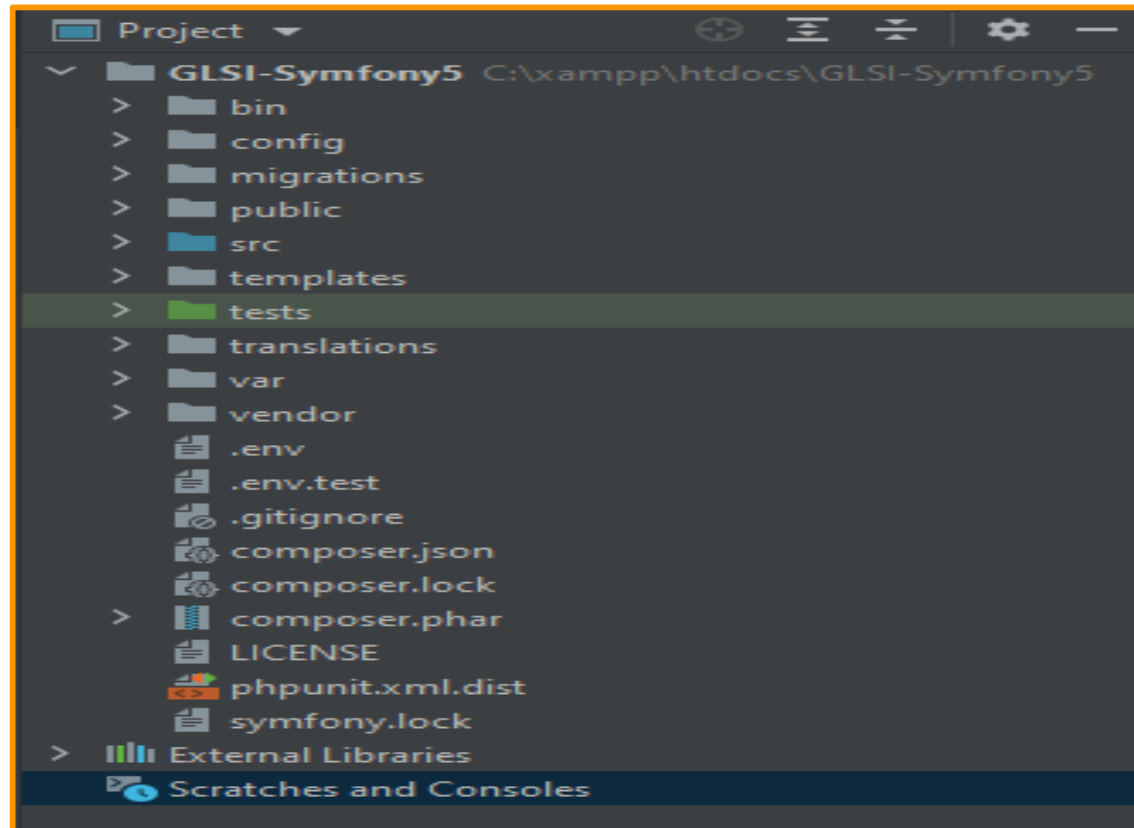 Project
GLSI-Symfony5 C:\xampp\htdocs\GLSI-Symfony5
bin
config
migrations
public
src
templates
tests
translations
var
vendor
.env
.env.test
.gitignore
composer.json
composer.lock
composer.phar
LICENSE
phpunit.xml.dist
symfony.lock
External Libraries
Scratches and Consoles